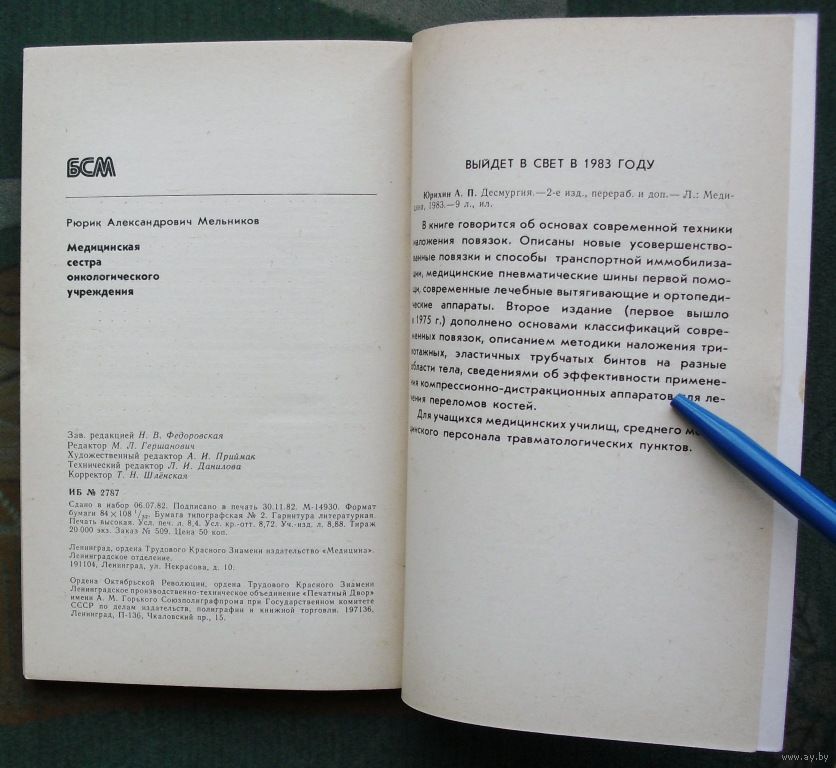 БСМ
Рюрик Александрович Мельников
Медицинская
сестра
онкологического
учреждения
Зав. редакцией Н. В. Федоровская
Редактор М. Л. Гершанович
Художественный редактор А. И. Приймак
Технический редактор Л. И. Данилова
Корректор Т. Н. Шлёнская
ИБ № 2787
Сдано в набор 06.07.82. Подписано в печать 30.11.82. М-14930. Формат
бумаги 84×108 1/32. Бумага типографская № 2. Гарнитура литературная.
Печать высокая. Усл. печ. л. 8,4. Усл. кр.-отт. 8,72. Уч.-изд. л. 8,88. Тираж
20 000 экз. Заказ № 509. Цена 50 коп.
Ленинград, ордена Трудового Красного Знамени издательство «Медицина».
Ленинградское отделение.
191104, Ленинград, ул. Некрасова, д. 10.
Ордена Октябрьской Революции, ордена Трудового Красного Знамени
Ленинградское производственно-техническое объединение «Печатный Двор»
имени А. М. Горького Союзполиграфпрома при Государственном комитете
СССР по делам издательств, полиграфии и книжной торговли. 197136,
Ленинград, П-136, Чкаловский пр., 15.
ВЫЙДЕТ В СВЕТ В 1983 ГОДУ
Юрихин А. П. Десмургия.—2-е изд., перераб. и доп.— Л.: Меди-
цина, 1983.—9 л., ил.
В книге говорится об основах современной техники
наложения повязок. Описаны новые усовершенство-
ванные повязки и способы транспортной иммобилиза-
ции, медицинские пневматические шины первой помо-
щи, современные лечебные вытягивающие и ортопеди-
ческие аппараты. Второе издание (первое вышло
в 1975 г.) дополнено основами классификаций совре-
менных повязок, описанием методики наложения три-
котажных, эластичных трубчатых бинтов на разные
области тела, сведениями об эффективности примене-
ния компрессионно-дистракционных аппаратов для ле-
чения переломов костей.
Для учащихся медицинских училищ, среднего
цинского персонала травматологических пунктов.
www.ay.by